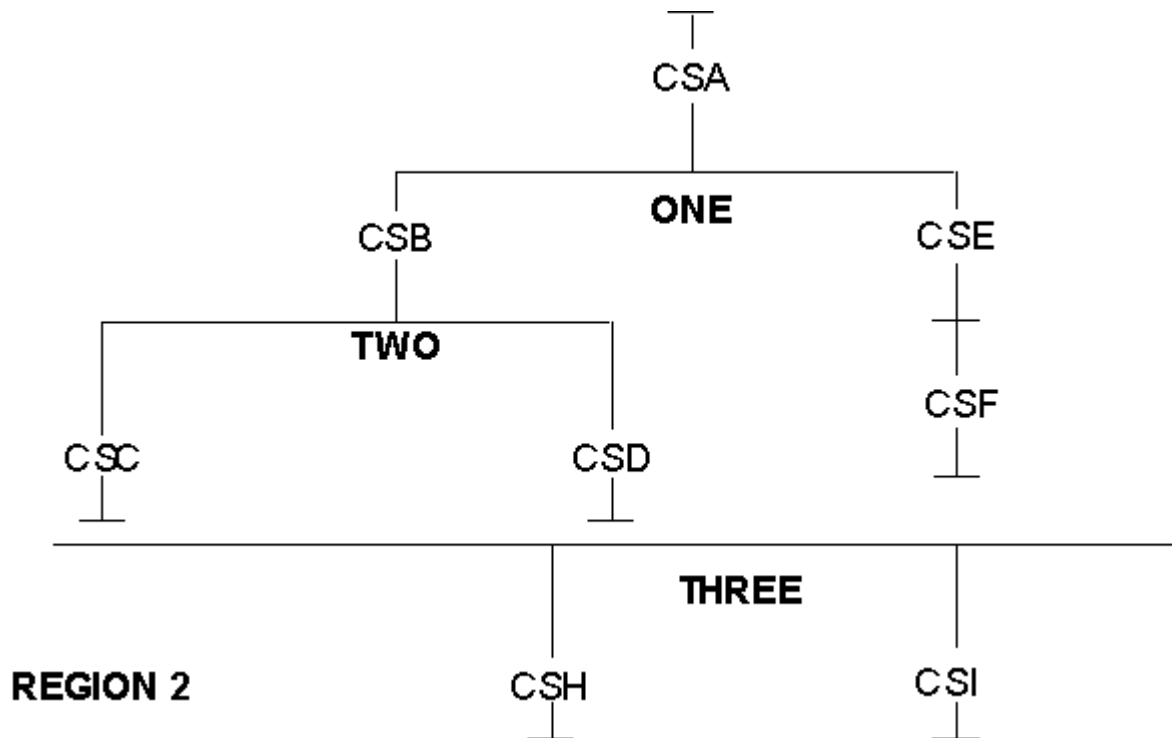 CSA
ONE
CSB
CSE
TWO
CSF
CSC
CSD
THREE
REGION 2
CSH
CSI